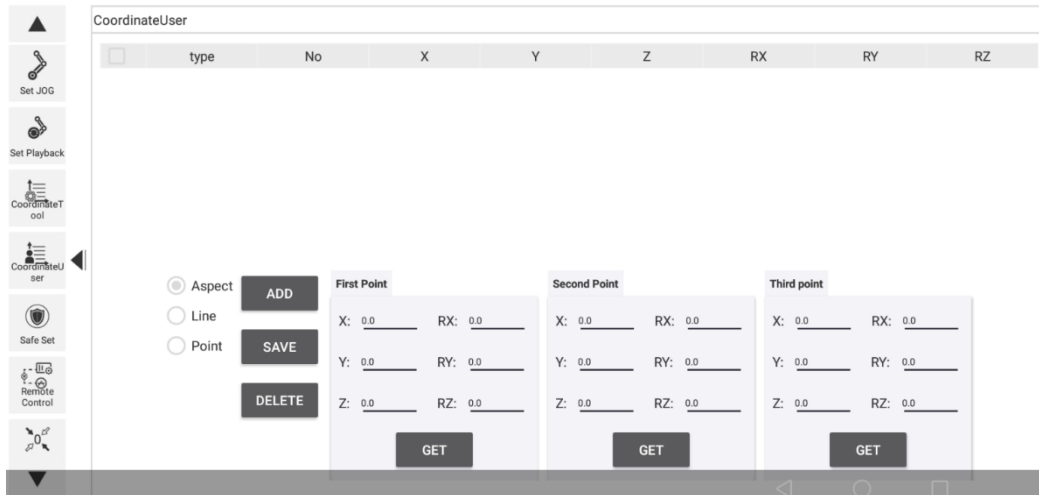 CoordinateUser
type No X Y Z RX RY RZ
Set JOG
Set Playback
CoordinateT
ool
CoordinateU
ser
Safe Set
Remote
Control
0
Aspect
Line
Point
ADD
SAVE
DELETE
First Point
X: 0.0 RX: 0.0
Y: 0.0 RY: 0.0
Z: 0.0 RZ: 0.0
GET
Second Point
X: 0.0 RX: 0.0
Y: 0.0 RY: 0.0
Z: 0.0 RZ: 0.0
GET
Third point
X: 0.0 RX: 0.0
Y: 0.0 RY: 0.0
Z: 0.0 RZ: 0.0
GET